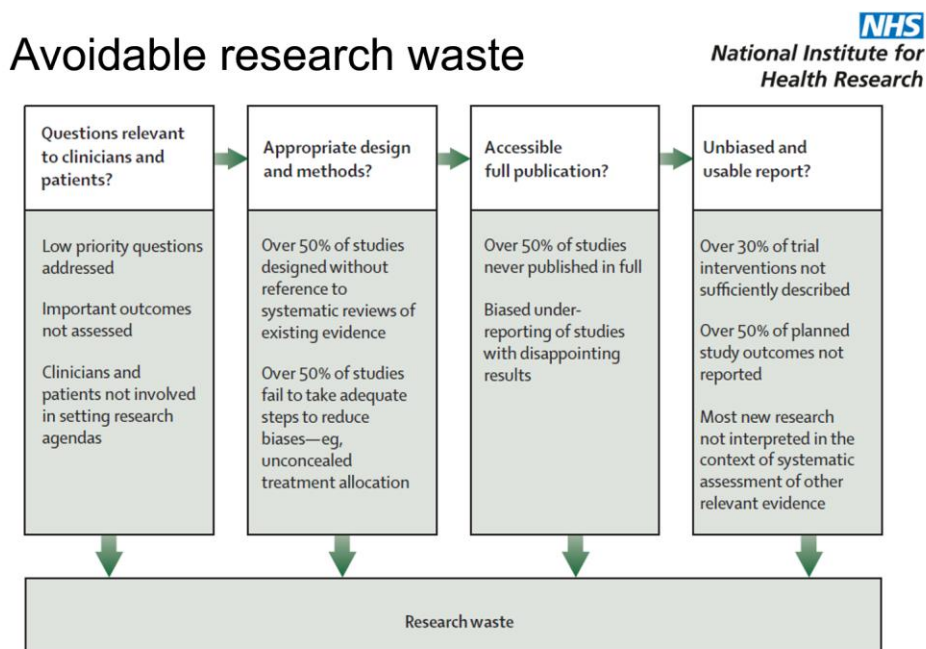 Avoidable research waste
NHS
National Institute for
Health Research
Questions relevant
to clinicians and
patients?
Low priority questions
addressed
Important outcomes
not assessed
Clinicians and
patients not involved
in setting research
agendas
Appropriate design
and methods?
Over 50% of studies
designed without
reference to
systematic reviews of
existing evidence
Over 50% of studies
fail to take adequate
steps to reduce
biases—eg,
unconcealed
treatment allocation
Accessible
full publication?
Over 50% of studies
never published in full
Biased under-
reporting of studies
with disappointing
results
Unbiased and
usable report?
Over 30% of trial
interventions not
sufficiently described
Over 50% of planned
study outcomes not
reported
Most new research
not interpreted in the
context of systematic
assessment of other
relevant evidence
Research waste